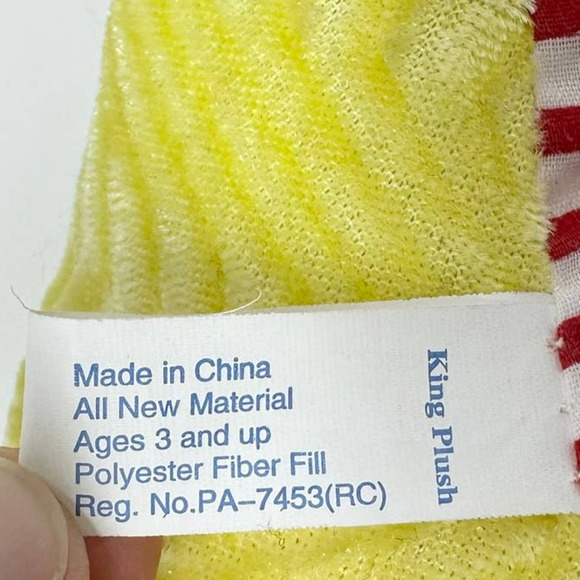 Made in China
All New Material
Ages 3 and up
Polyester Fiber Fill
Reg. No.PA–7453(RC)
King Plush